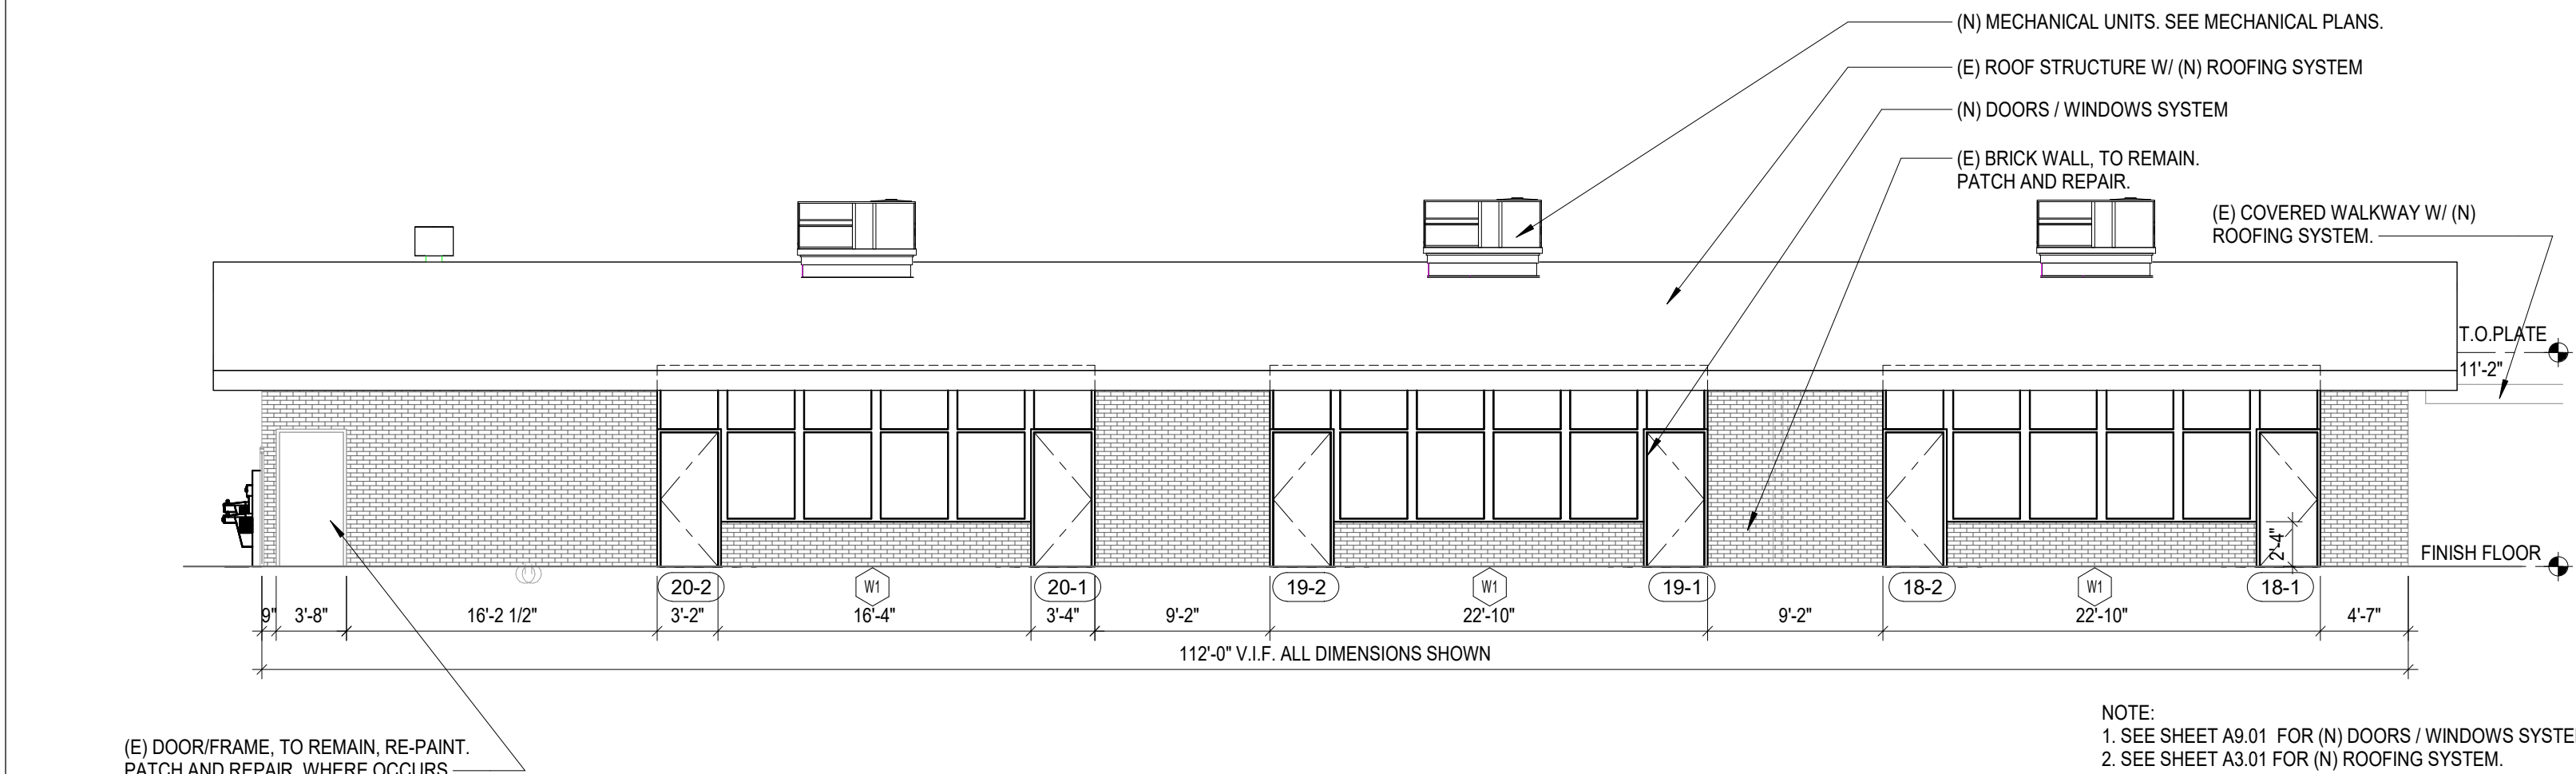 (N) MECHANICAL UNITS. SEE MECHANICAL PLANS.
(E) ROOF STRUCTURE W/ (N) ROOFING SYSTEM
(N) DOORS / WINDOWS SYSTEM
(E) BRICK WALL, TO REMAIN.
PATCH AND REPAIR.
(E) COVERED WALKWAY W/ (N)
ROOFING SYSTEM.
T.O.PLATE
11'-2"
2'-4"
FINISH FLOOR
20-2 W1 20-1 19-2 W1 19-1 18-2 W1 18-1
9" 3'-8" 16'-2 1/2" 3'-2" 16'-4" 3'-4" 9'-2" 22'-10" 9'-2" 22'-10" 4'-7"
112'-0" V.I.F. ALL DIMENSIONS SHOWN
(E) DOOR/FRAME, TO REMAIN, RE-PAINT.
PATCH AND REPAIR, WHERE OCCURS
NOTE:
1. SEE SHEET A9.01 FOR (N) DOORS / WINDOWS SYSTE
2. SEE SHEET A3.01 FOR (N) ROOFING SYSTEM.